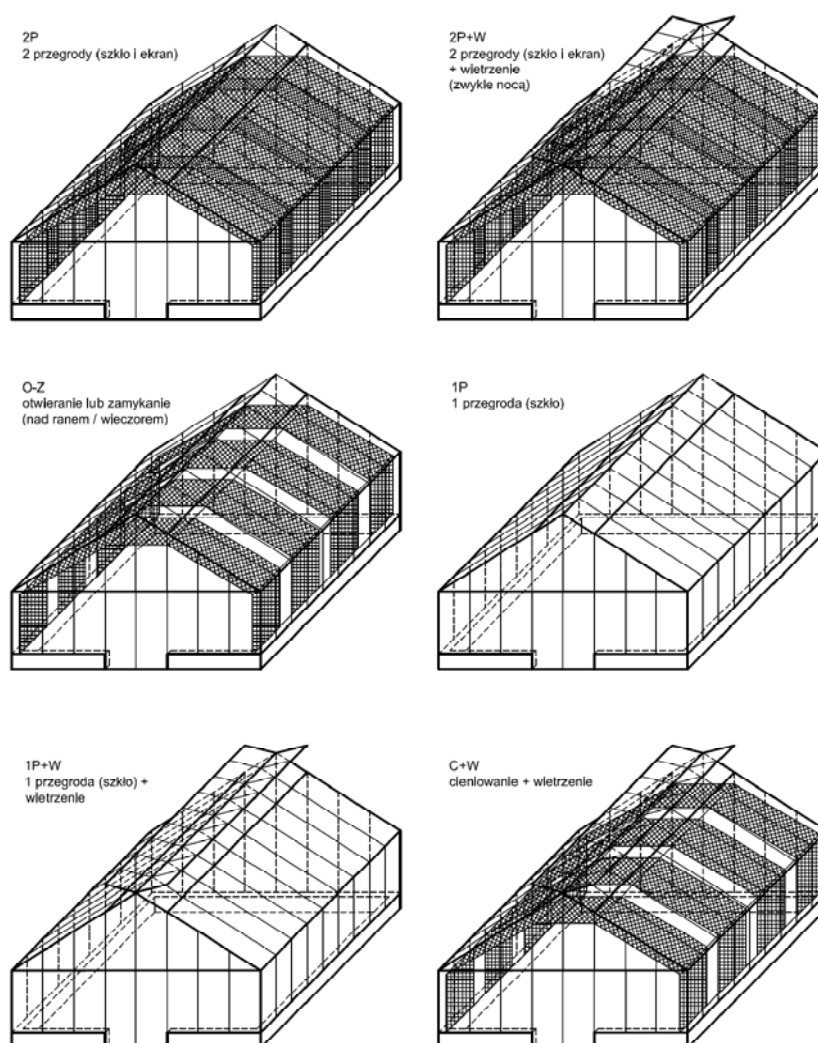 2P
2 przegrody (szkło i ekran)
2P+W
2 przegrody (szkło i ekran)
+ wietrzenie
(zwykle nocą)
O-Z
otwieranie lub zamykanie
(nad ranem / wieczorem)
1P
1 przegroda (szkło)
1P+W
1 przegroda (szkło) +
wietrzenie
C+W
cieniowanie + wietrzenie